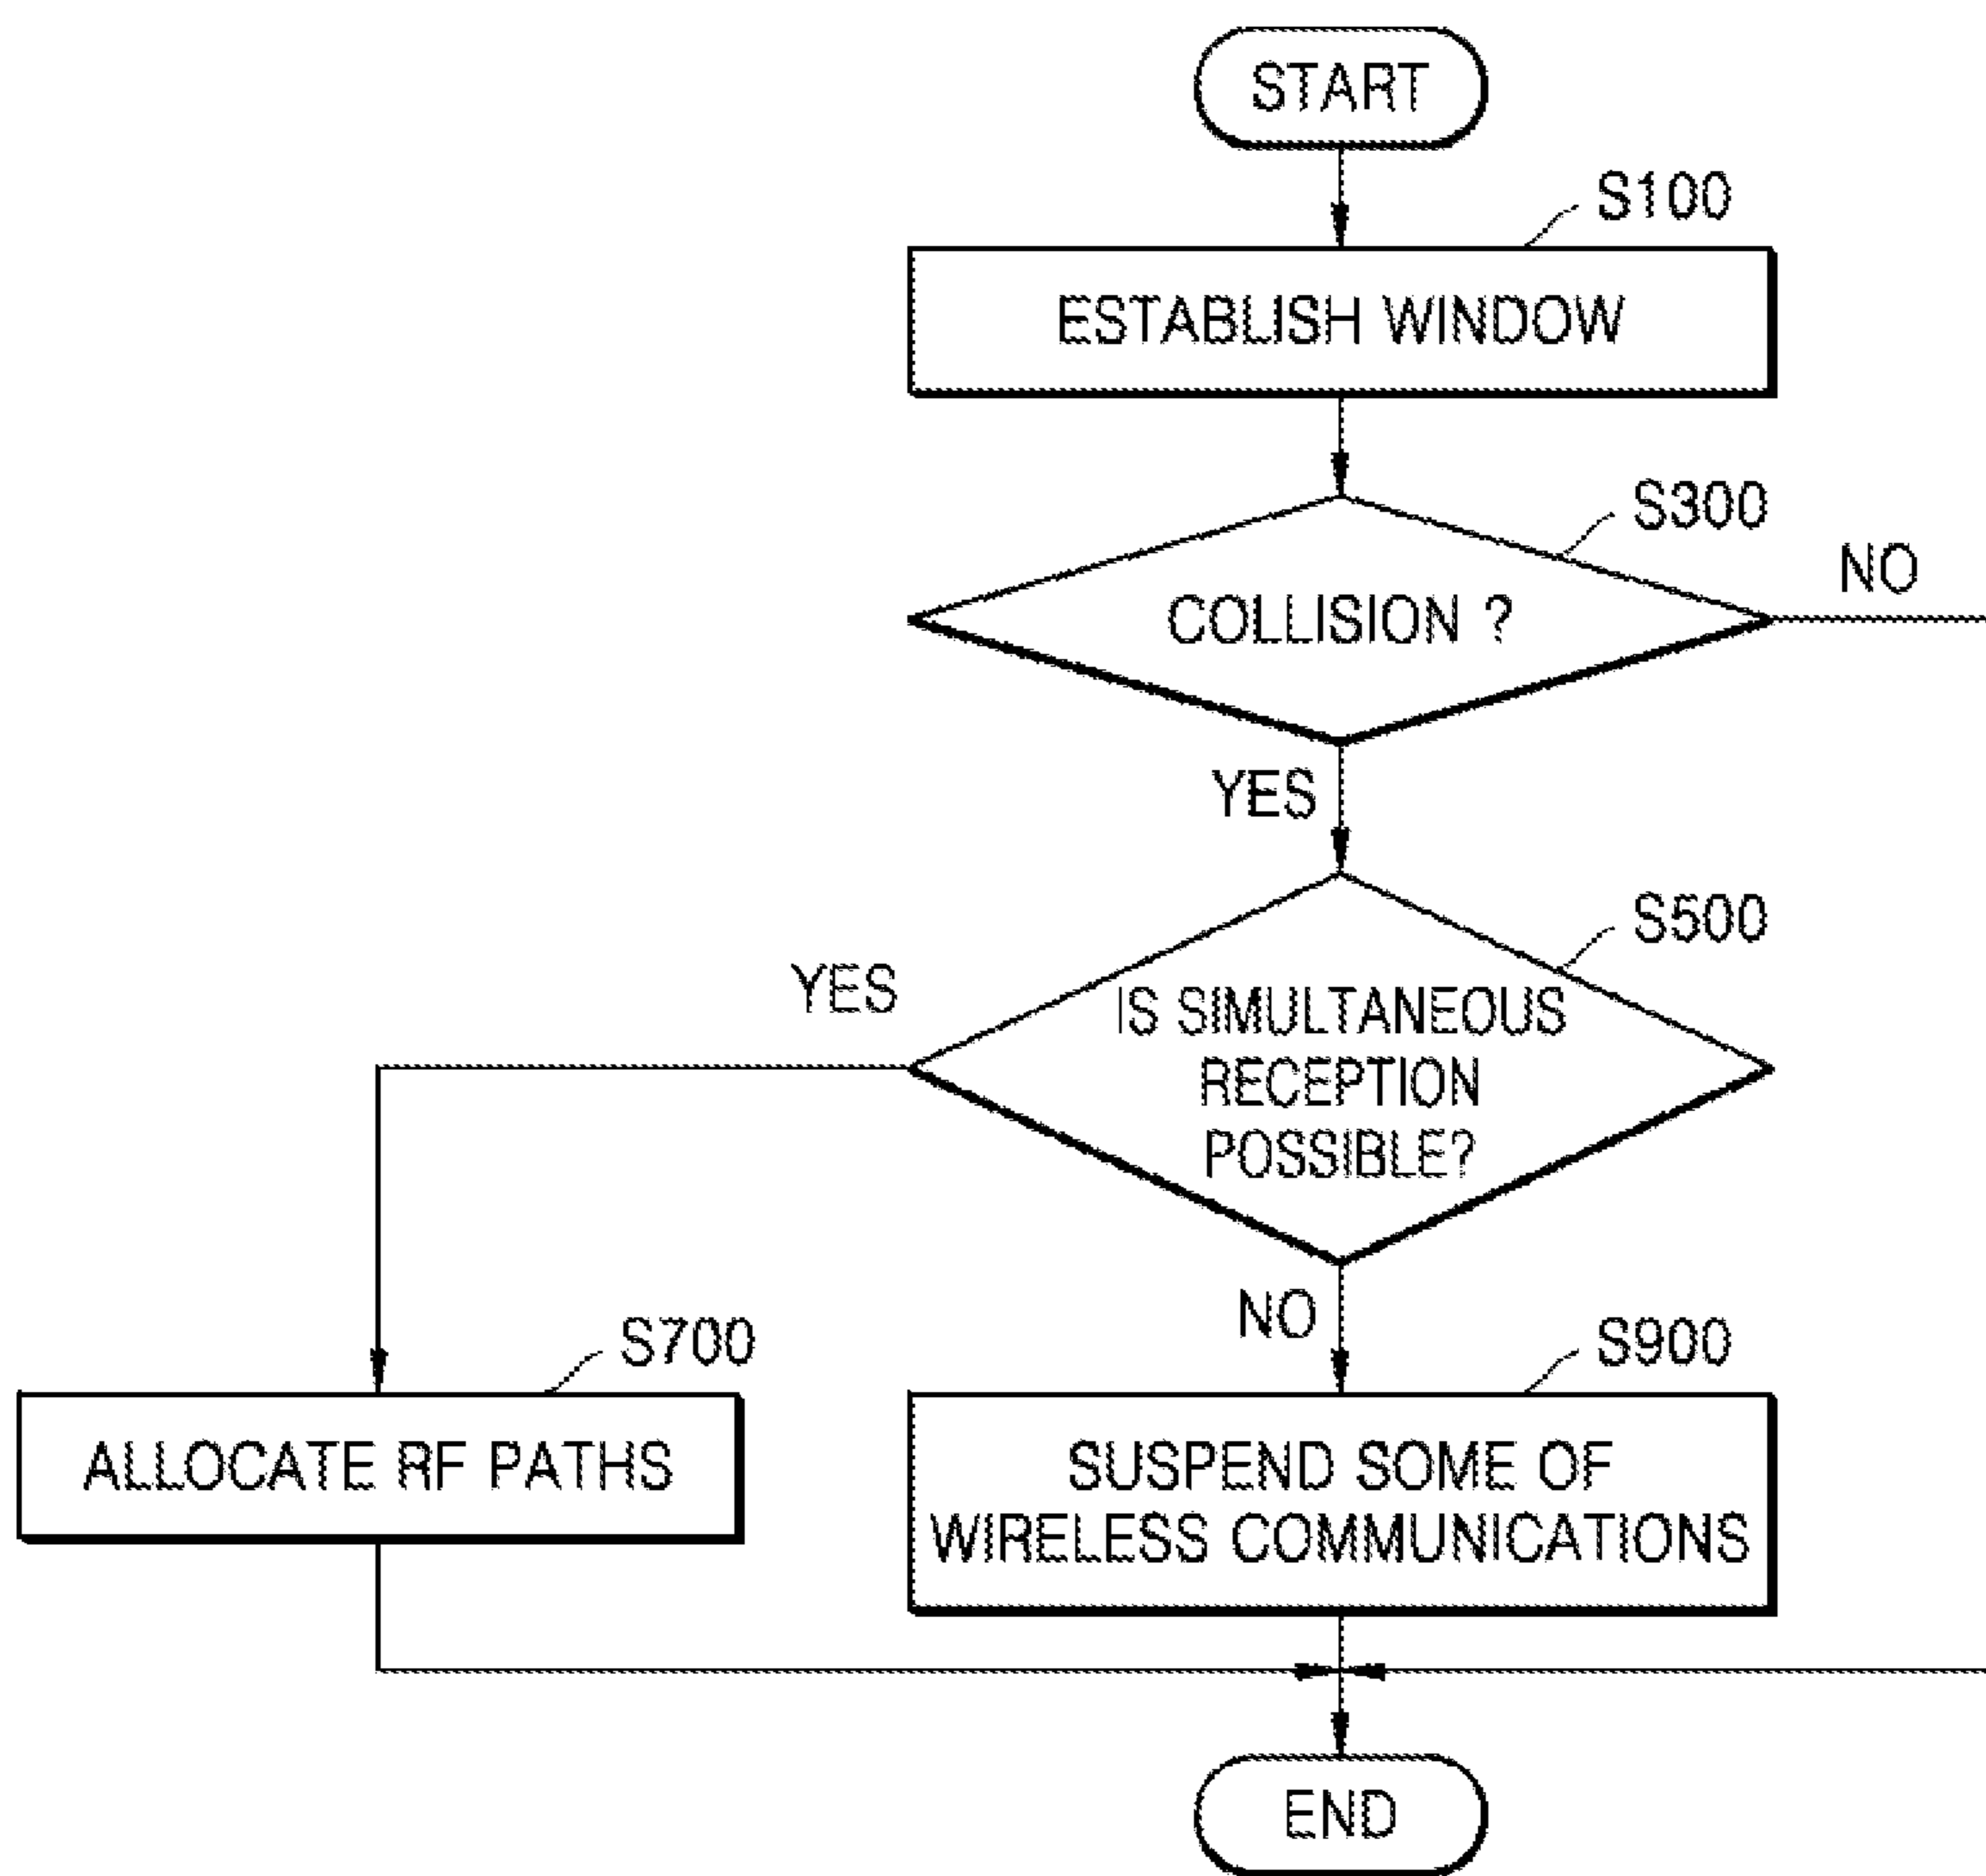 START
S100
ESTABLISH WINDOW
S300
COLLISION ?
NO
YES
S500
YES
IS SIMULTANEOUS
RECEPTION
POSSIBLE?
NO
S700
S900
ALLOCATE RF PATHS
SUSPEND SOME OF
WIRELESS COMMUNICATIONS
END